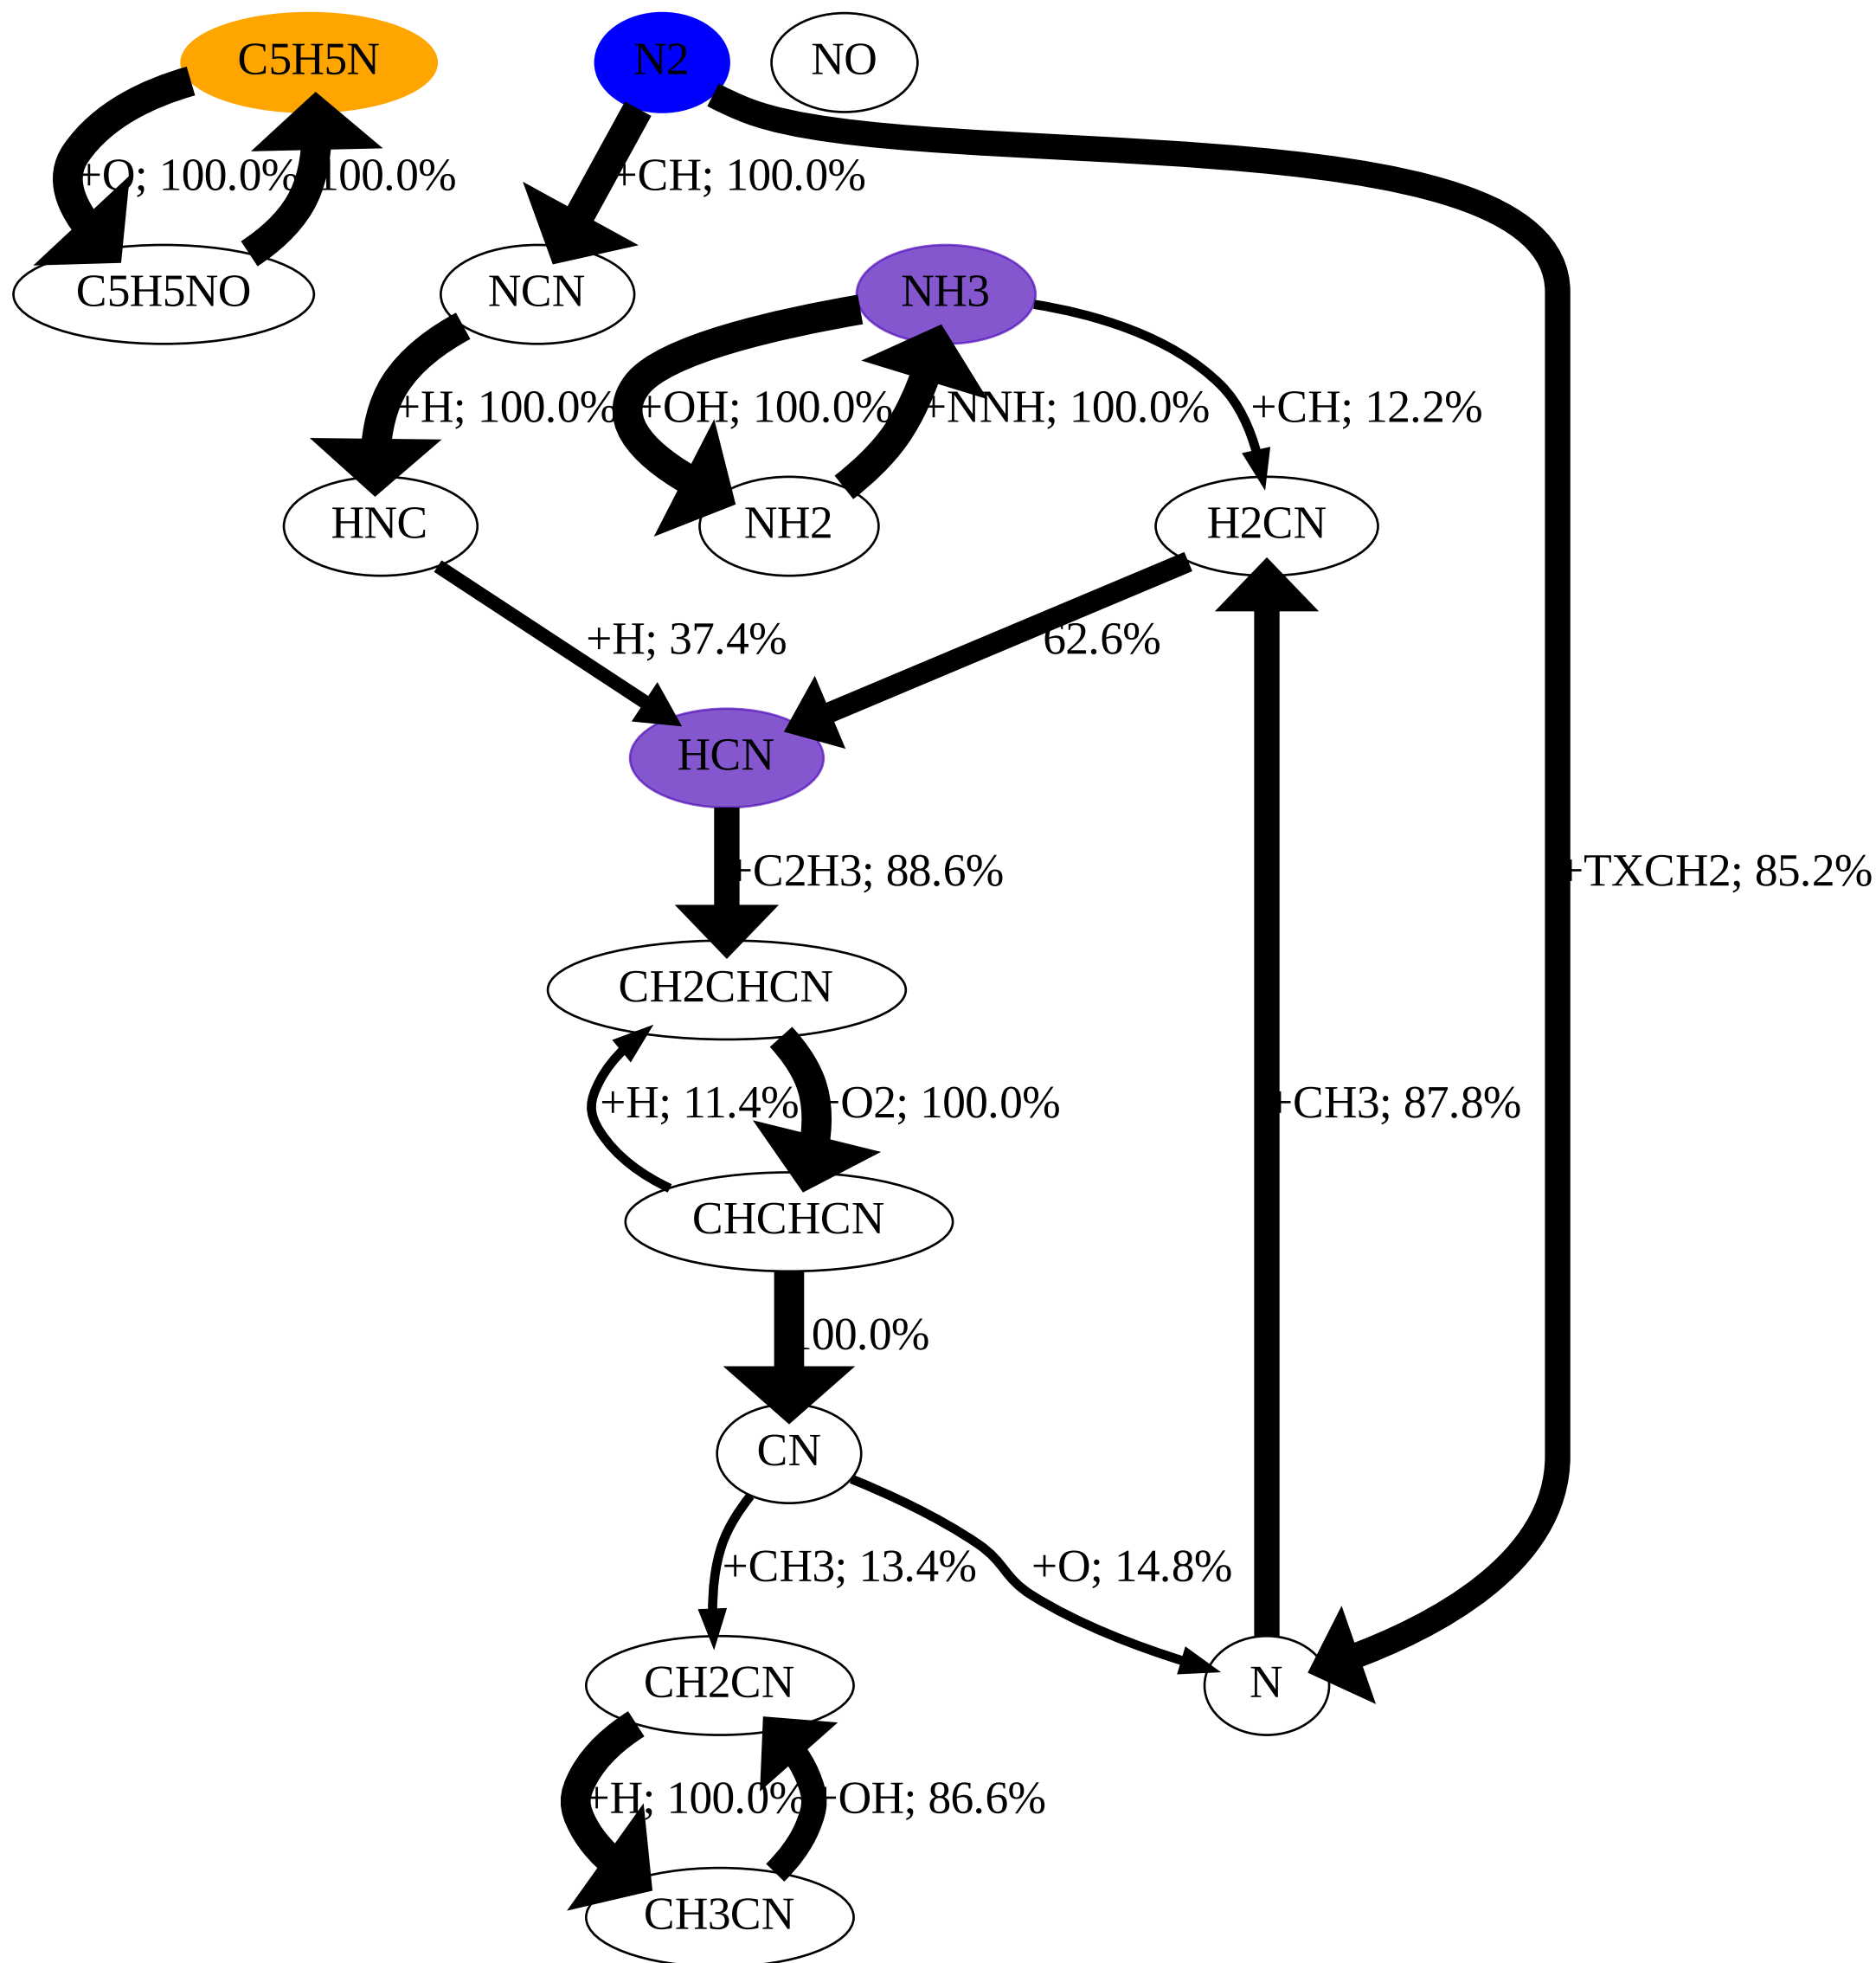 C5H5N
N2
NO
+O; 100.0%
100.0%
+CH; 100.0%
C5H5NO
NCN
NH3
+H; 100.0%
+OH; 100.0%
+NNH; 100.0%
+CH; 12.2%
HNC
NH2
H2CN
+H; 37.4%
62.6%
HCN
+C2H3; 88.6%
+TXCH2; 85.2%
CH2CHCN
+H; 11.4%
+O2; 100.0%
+CH3; 87.8%
CHCHCN
100.0%
CN
+CH3; 13.4%
+O; 14.8%
CH2CN
N
+H; 100.0%
+OH; 86.6%
CH3CN